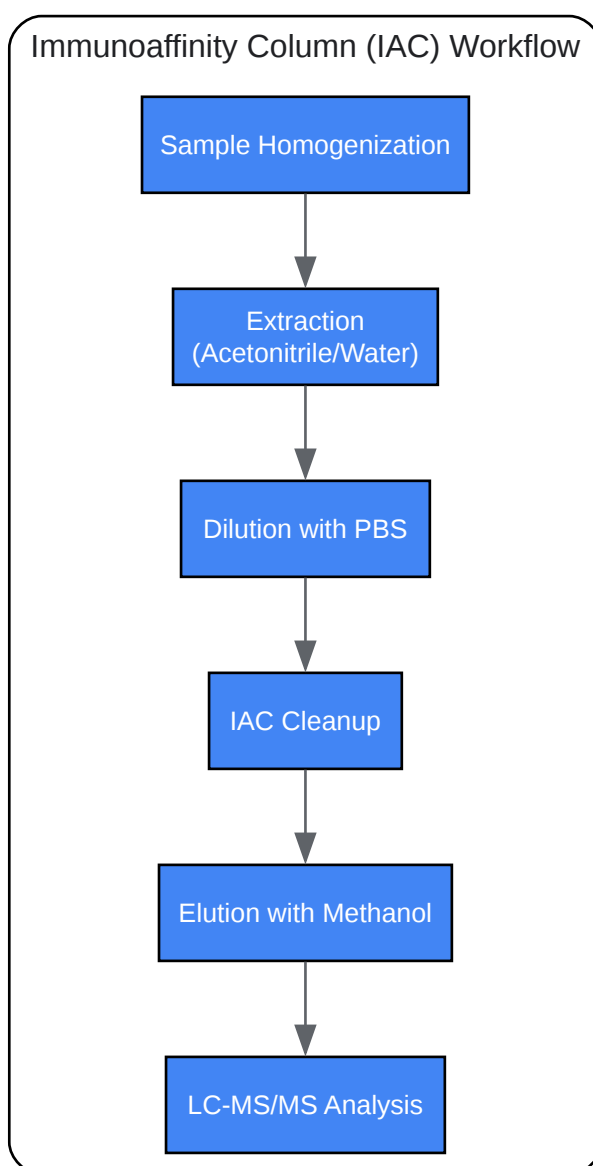 Immunoaffinity Column (IAC) Workflow
Sample Homogenization
Extraction
(Acetonitrile/Water)
Dilution with PBS
IAC Cleanup
Elution with Methanol
LC-MS/MS Analysis